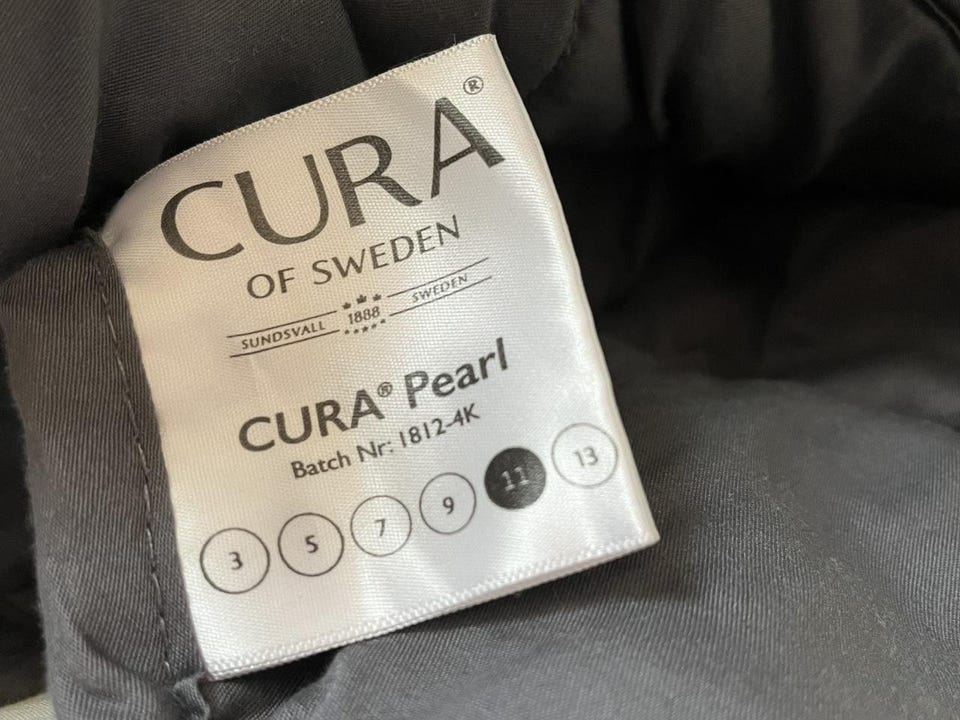 CURA®
OF SWEDEN
SUNDSVALL 1888 SWEDEN
CURA® Pearl
Batch Nr: 1812-4K
3 5 7 9 11 13